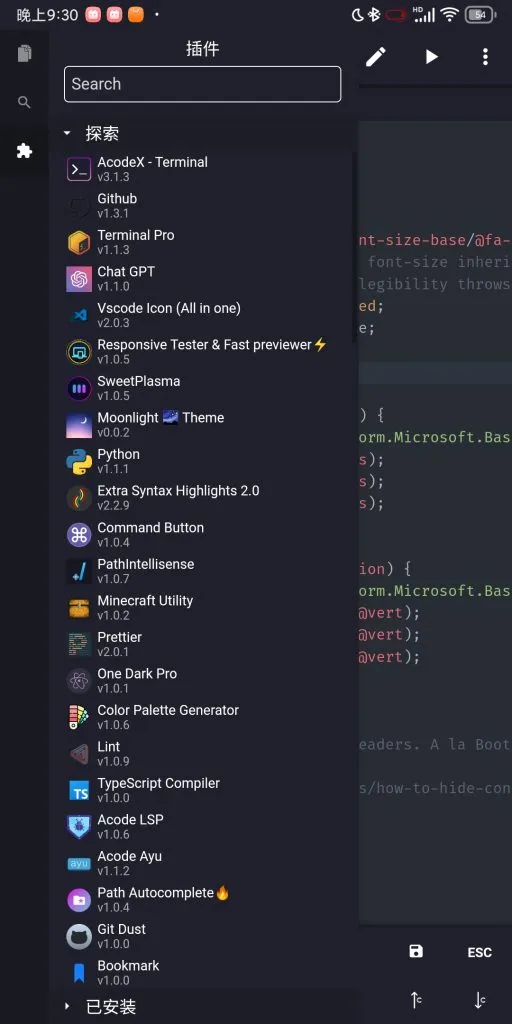 晚上9:30
HD
54
插件
Search
探索
AcodeX - Terminal
v3.1.3
Github
v1.3.1
Terminal Pro
v1.1.3
Chat GPT
v1.1.0
Vscode Icon (All in one)
v2.0.3
Responsive Tester & Fast previewer⚡
v1.0.5
SweetPlasma
v1.0.5
Moonlight 🌌 Theme
v0.0.2
Python
v1.1.1
Extra Syntax Highlights 2.0
v2.2.9
Command Button
v1.0.4
PathIntellisense
v1.0.7
Minecraft Utility
v1.0.2
Prettier
v2.0.1
One Dark Pro
v1.0.1
Color Palette Generator
v1.0.6
Lint
v1.0.9
TS
TypeScript Compiler
v1.0.0
Acode LSP
v1.0.6
ayu
Acode Ayu
v1.1.2
Path Autocomplete🔥
v1.0.4
Git Dust
v1.0.0
Bookmark
v1.0.0
已安装
nt-size-base/@fa-
font-size inheri
legibility throws
ed;
e;
) {
orm.Microsoft.Bas
s);
s);
s);
ion) {
orm.Microsoft.Bas
@vert);
@vert);
@vert);
eaders. A la Boot
s/how-to-hide-con
ESC
↑c
↓c